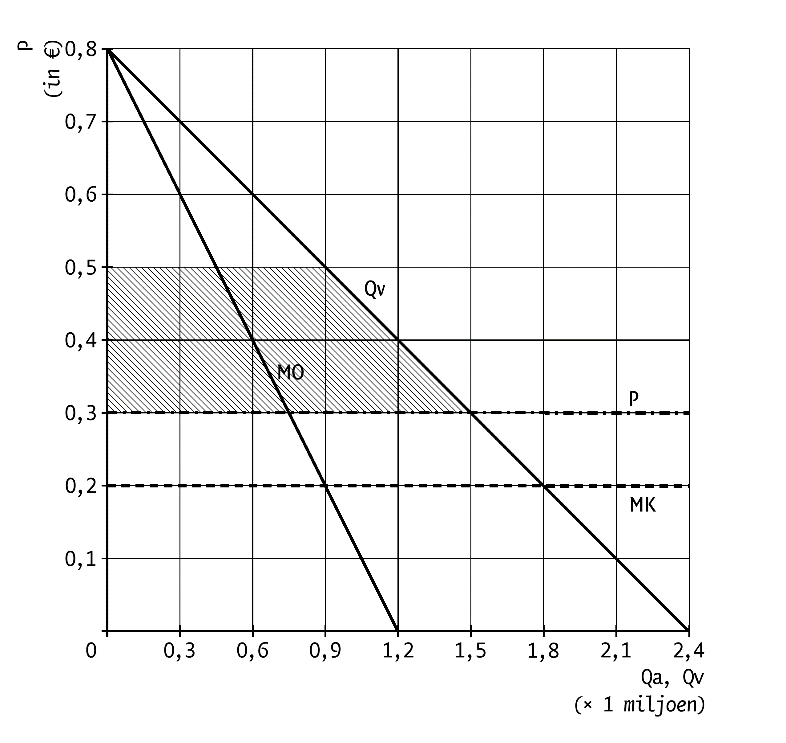 P
(in €)
0,8
0,7
0,6
0,5
Qv
0,4
MO
0,3
P
0,2
MK
0,1
0 0,3 0,6 0,9 1,2 1,5 1,8 2,1 2,4
Qa, Qv
(× 1 miljoen)